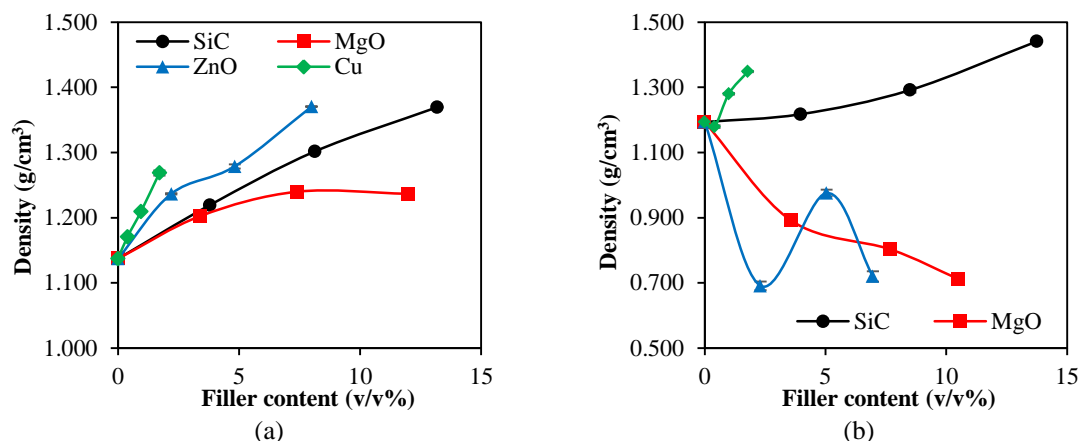 1.500
1.400
1.300
1.200
1.100
1.000
Density (g/cm³)
SiC
MgO
ZnO
Cu
0
5
10
15
Filler content (v/v%)
(a)
1.500
1.300
1.100
0.900
0.700
0.500
Density (g/cm³)
SiC
MgO
0
5
10
15
Filler content (v/v%)
(b)